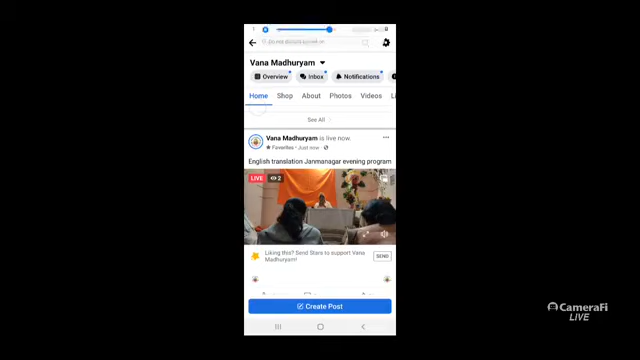 Vana Madhuryam
Overview Inbox Notifications
Home Shop About Photos Videos Li
See All
Vana Madhuryam is live now.
Favorites • Just now
English translation Janmanagar evening program
LIVE 2
Liking this? Send Stars to support Vana
Madhuryam!
SEND
Create Post
CameraFi
LIVE